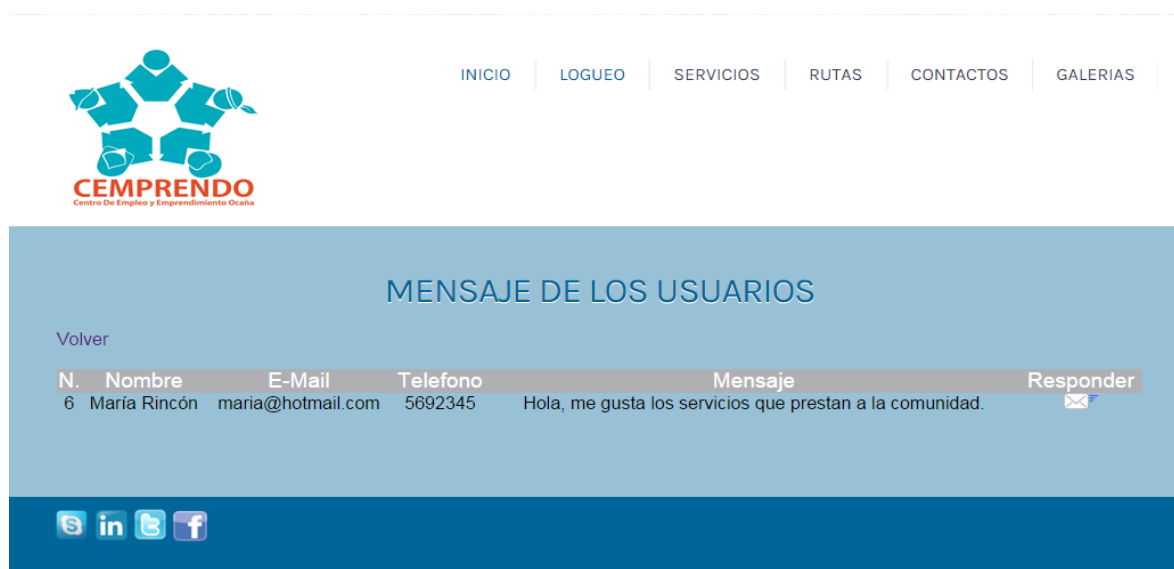 INICIO LOGUEO SERVICIOS RUTAS CONTACTOS GALERIAS
CEMPRENDO
Centro De Empleo y Emprendimiento Ocaña
MENSAJE DE LOS USUARIOS
Volver
N. Nombre E-Mail Telefono Mensaje Responder
6 María Rincón maria@hotmail.com 5692345 Hola, me gusta los servicios que prestan a la comunidad.